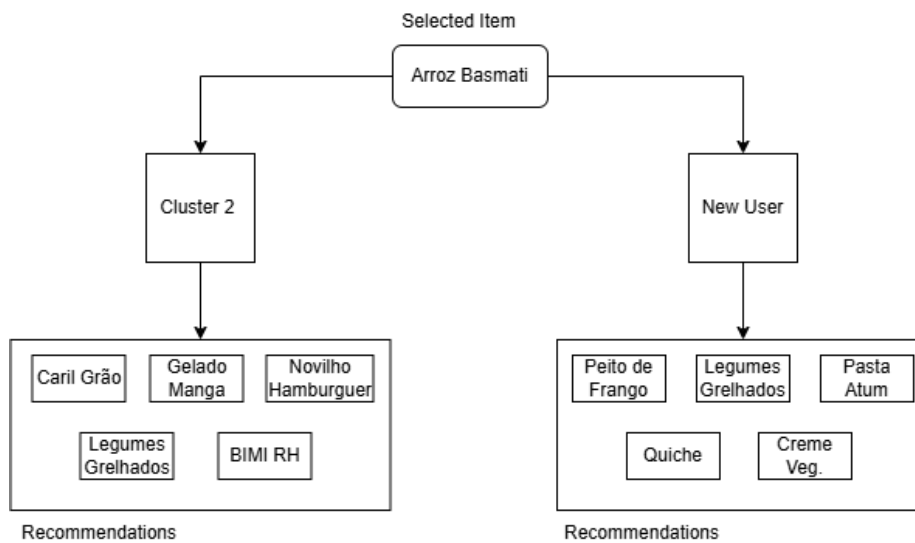 Selected Item
Arroz Basmati
Cluster 2
New User
Caril Grão
Gelado
Manga
Novilho
Hamburguer
Legumes
Grelhados
BIMI RH
Recommendations
Peito de
Frango
Legumes
Grelhados
Pasta
Atum
Quiche
Creme
Veg.
Recommendations